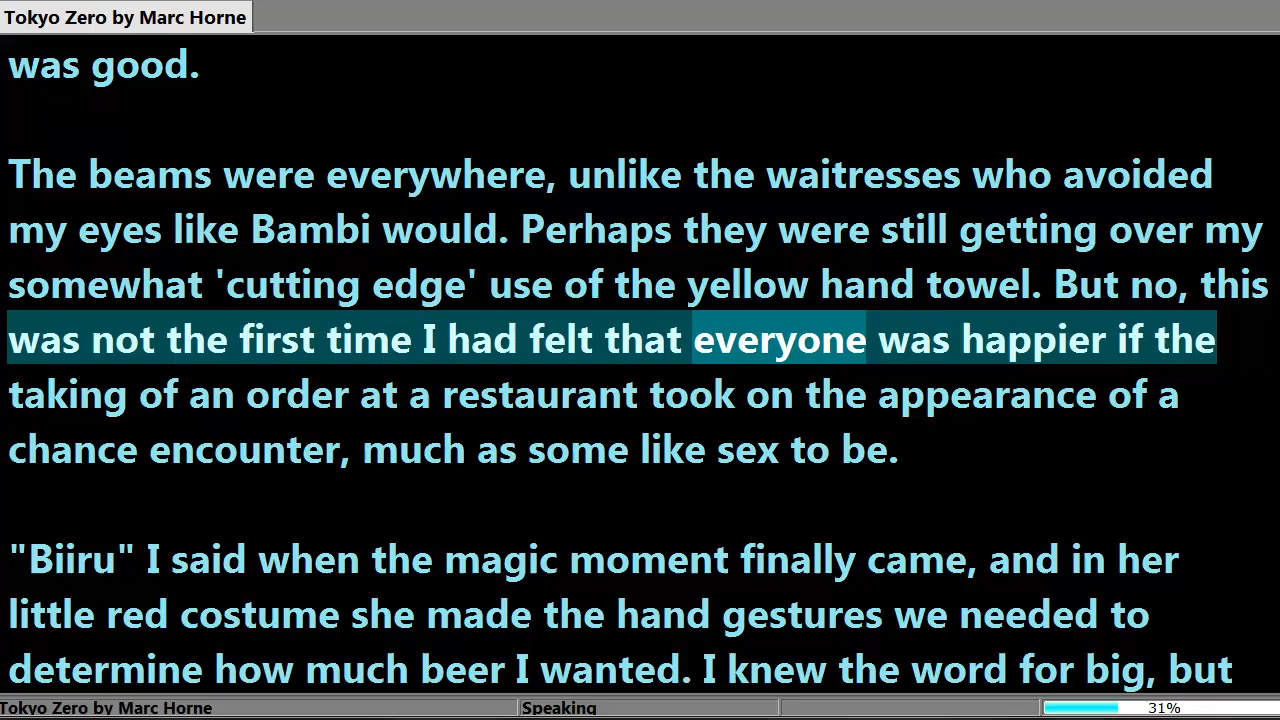 Tokyo Zero by Marc Horne
was good.
The beams were everywhere, unlike the waitresses who avoided
my eyes like Bambi would. Perhaps they were still getting over my
somewhat 'cutting edge' use of the yellow hand towel. But no, this
was not the first time I had felt that everyone was happier if the
taking of an order at a restaurant took on the appearance of a
chance encounter, much as some like sex to be.
"Biiru" I said when the magic moment finally came, and in her
little red costume she made the hand gestures we needed to
determine how much beer I wanted. I knew the word for big, but
Tokyo Zero by Marc Horne Speaking 31%